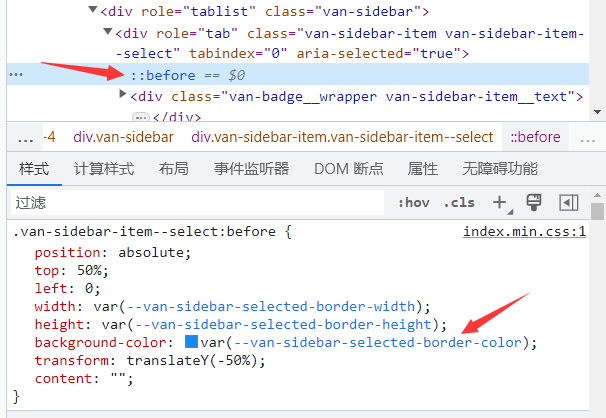 <div role="tablist" class="van-sidebar">
<div role="tab" class="van-sidebar-item van-sidebar-item-
-select" tabindex="0" aria-selected="true">
… ::before == $0
<div class="van-badge__wrapper van-sidebar-item__text">
… </div>
… -4 div.van-sidebar div.van-sidebar-item.van-sidebar-item--select ::before …
样式 计算样式 布局 事件监听器 DOM 断点 属性 无障碍功能
过滤 :hov .cls +
.van-sidebar-item--select:before { index.min.css:1
position: absolute;
top: 50%;
left: 0;
width: var(--van-sidebar-selected-border-width);
height: var(--van-sidebar-selected-border-height);
background-color: var(--van-sidebar-selected-border-color);
transform: translateY(-50%);
content: "";
}